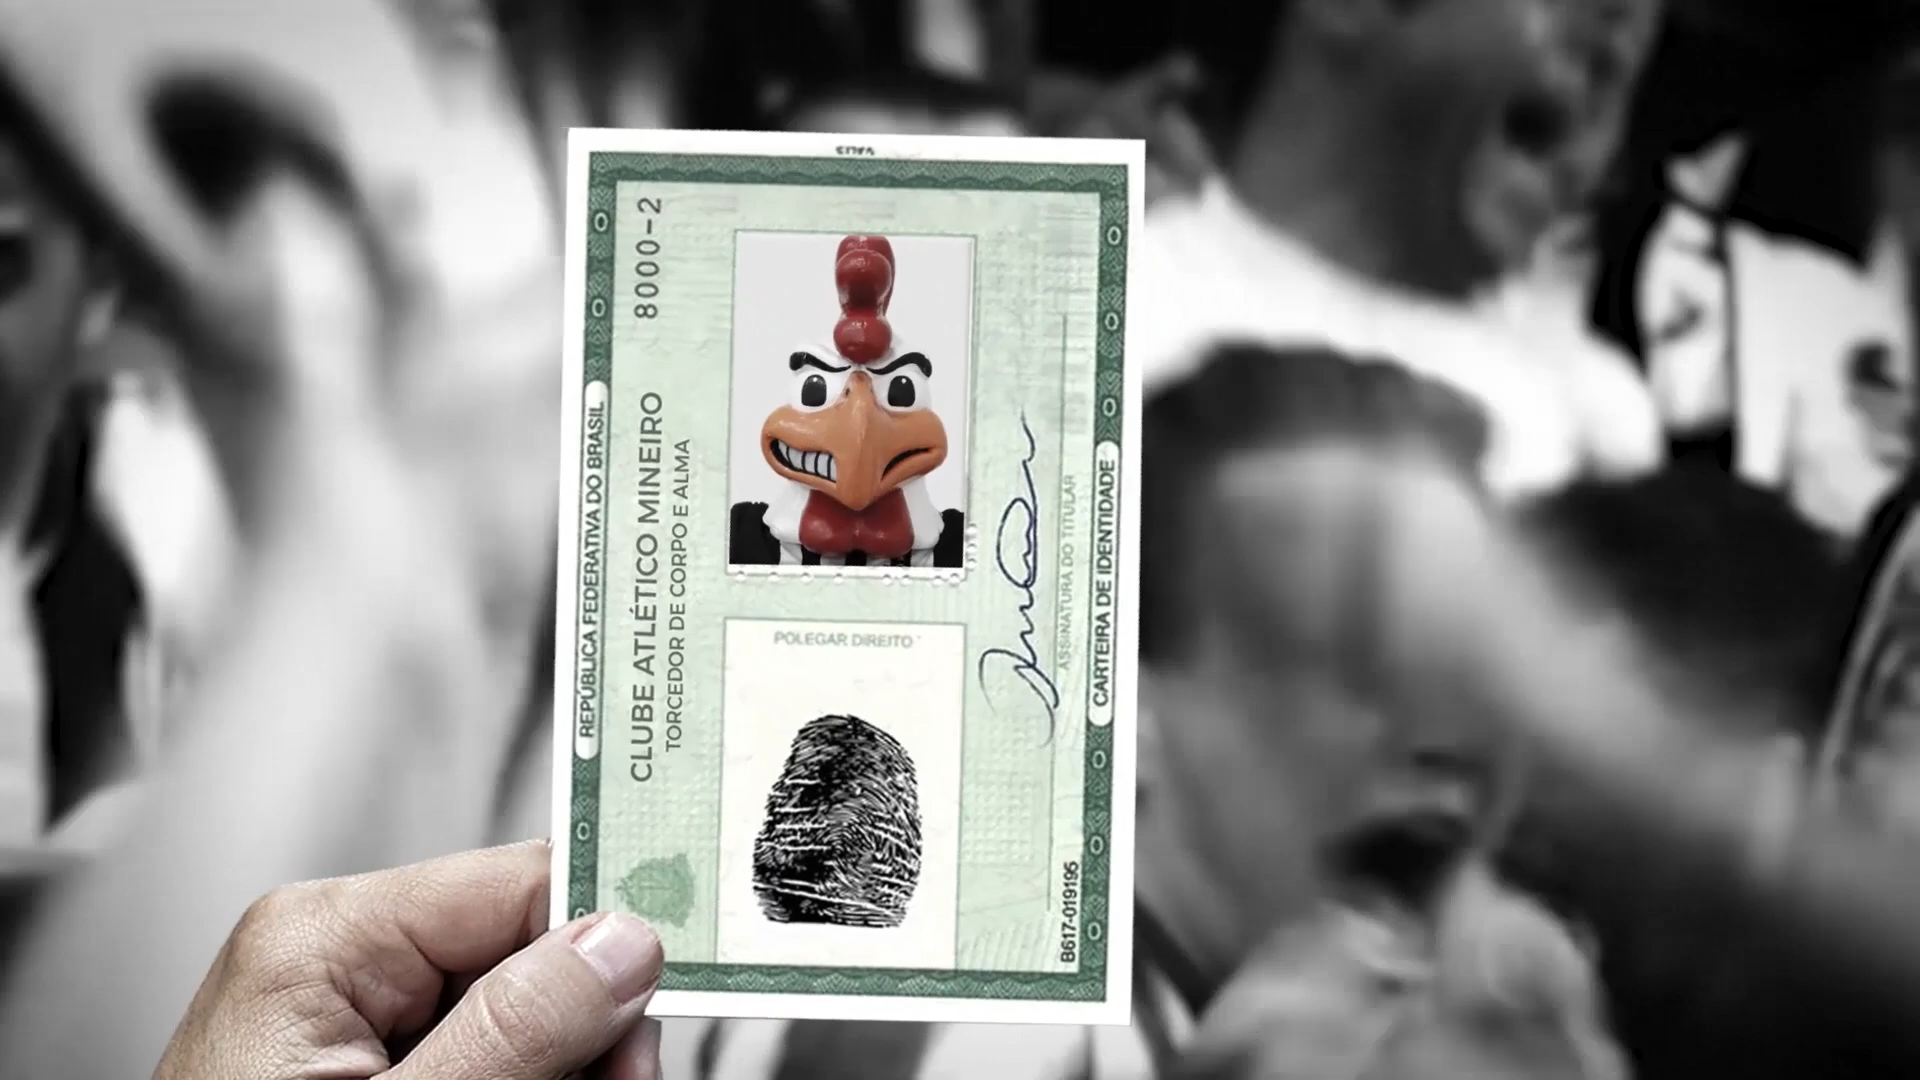 REPÚBLICA FEDERATIVA DO BRASIL
8000-2
CLUBE ATLÉTICO MINEIRO
TORCEDOR DE CORPO E ALMA
POLEGAR DIREITO
ASSINATURA DO TITULAR
CARTEIRA DE IDENTIDADE
B617-019195